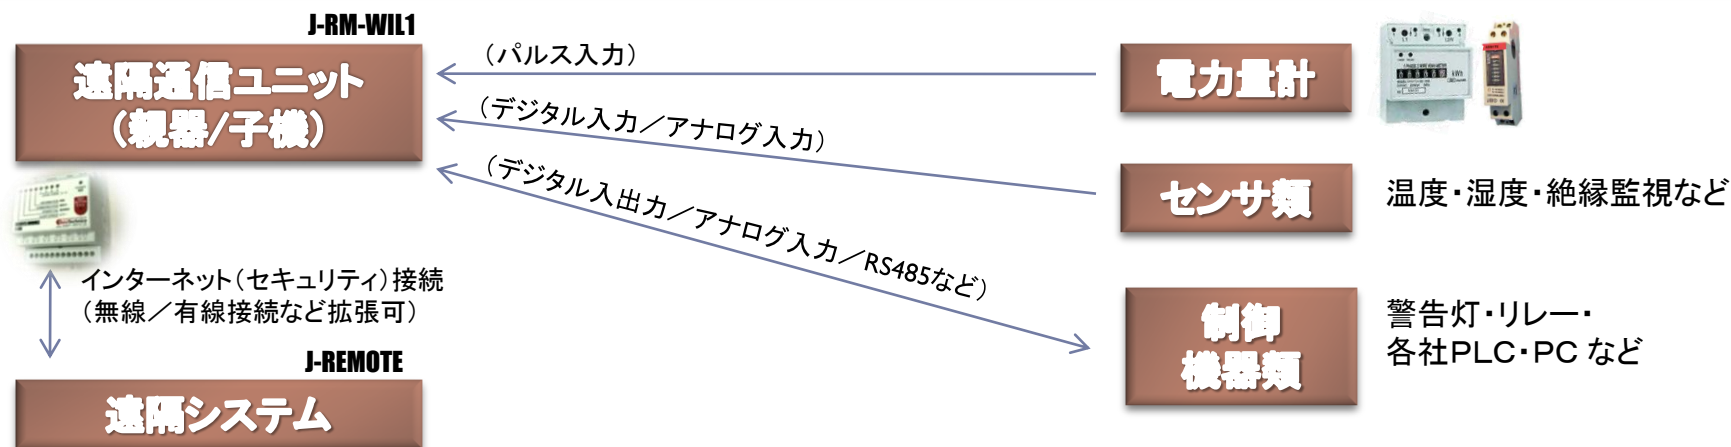 J-RM-WIL1
遠隔通信ユニット
（親器/子機）
（パルス入力）
電力量計
（デジタル入力／アナログ入力）
センサ類
温度・湿度・絶縁監視など
（デジタル入出力／アナログ入力／RS485など）
制御
機器類
警告灯・リレー・
各社PLC・PC など
インターネット（セキュリティ）接続
（無線／有線接続など拡張可）
J-REMOTE
遠隔システム